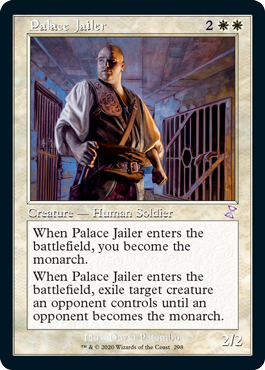 Palace Jailer 2
Creature — Human Soldier
When Palace Jailer enters the
battlefield, you become the
monarch.
When Palace Jailer enters the
battlefield, exile target creature
an opponent controls until an
opponent becomes the monarch.
™ & © 2020 Wizards of the Coast 298
2/2